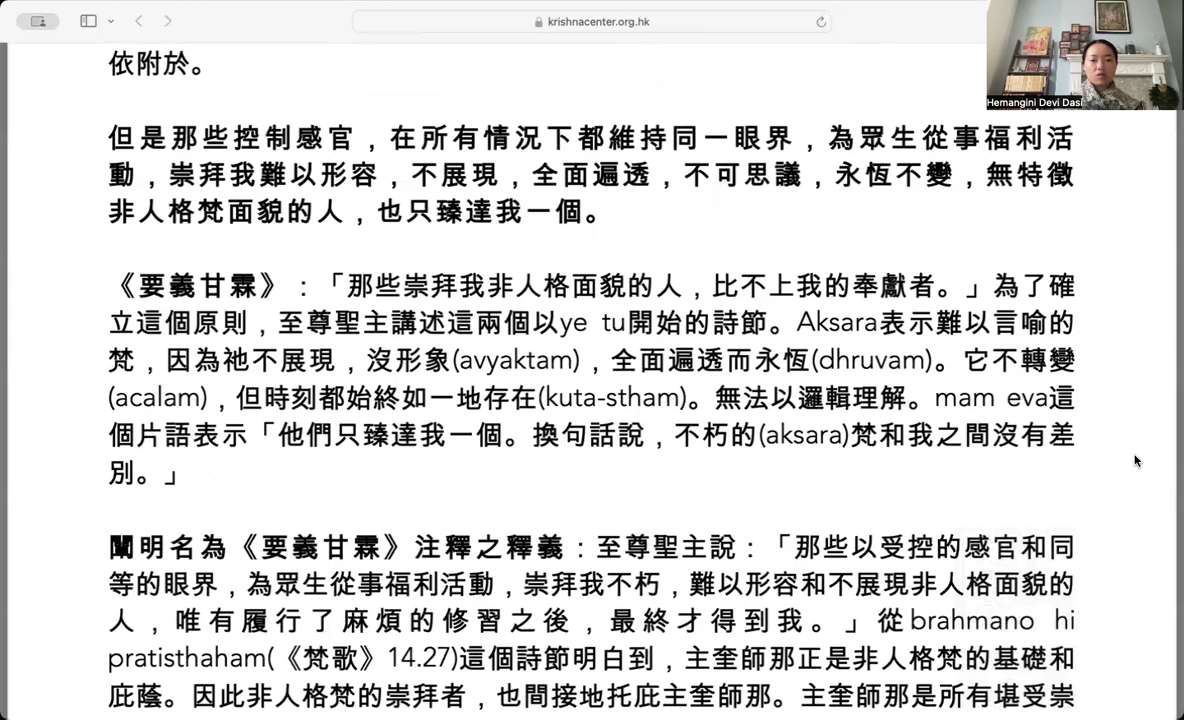 krishnacenter.org.hk
Hemangini Devi Dasi
依附於。
但是那些控制感官，在所有情況下都維持同一眼界，為眾生從事福利活
動，崇拜我難以形容，不展現，全面遍透，不可思議，永恆不變，無特徵
非人格梵面貌的人，也只臻達我一個。
《要義甘霖》：「那些崇拜我非人格面貌的人，比不上我的奉獻者。」為了確
立這個原則，至尊聖主講述這兩個以ye tu開始的詩節。Aksara表示難以言喻的
梵，因為祂不展現，沒形象(avyaktam)，全面遍透而永恆(dhruvam)。它不轉變
(acalam)，但時刻都始終如一地存在(kuta-stham)。無法以邏輯理解。mam eva這
個片語表示「他們只臻達我一個。換句話說，不朽的(aksara)梵和我之間沒有差
別。」
闡明名為《要義甘霖》注釋之釋義：至尊聖主說：「那些以受控的感官和同
等的眼界，為眾生從事福利活動，崇拜我不朽，難以形容和不展現非人格面貌的
人，唯有履行了麻煩的修習之後，最終才得到我。」從brahmano hi
pratisthaham(《梵歌》14.27)這個詩節明白到，主奎師那正是非人格梵的基礎和
庇蔭。因此非人格梵的崇拜者，也間接地托庇主奎師那。主奎師那是所有堪受崇